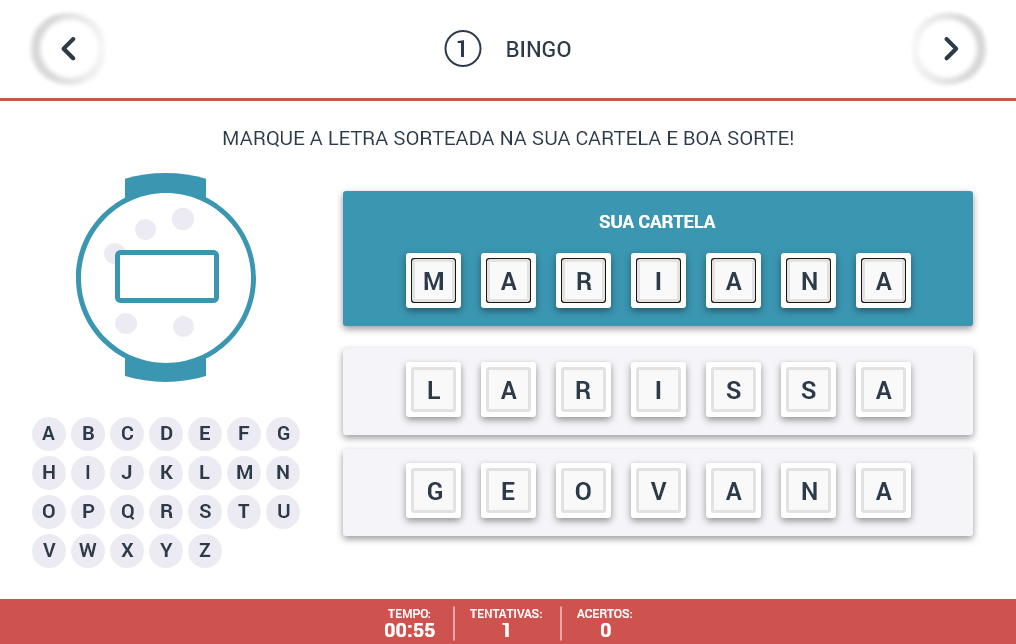 1 BINGO
MARQUE A LETRA SORTEADA NA SUA CARTELA E BOA SORTE!
SUA CARTELA
M A R I A N A
L A R I S S A
G E O V A N A
A B C D E F G
H I J K L M N
O P Q R S T U
V W X Y Z
TEMPO: TENTATIVAS: ACERTOS:
00:55 1 0